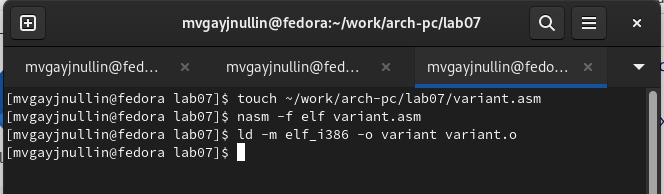 mvgayjnullin@fedora:~/work/arch-pc/lab07
mvgayjnullin@fed... mvgayjnullin@fed... mvgayjnullin@fedo...
[mvgayjnullin@fedora lab07]$ touch ~/work/arch-pc/lab07/variant.asm
[mvgayjnullin@fedora lab07]$ nasm -f elf variant.asm
[mvgayjnullin@fedora lab07]$ ld -m elf_i386 -o variant variant.o
[mvgayjnullin@fedora lab07]$